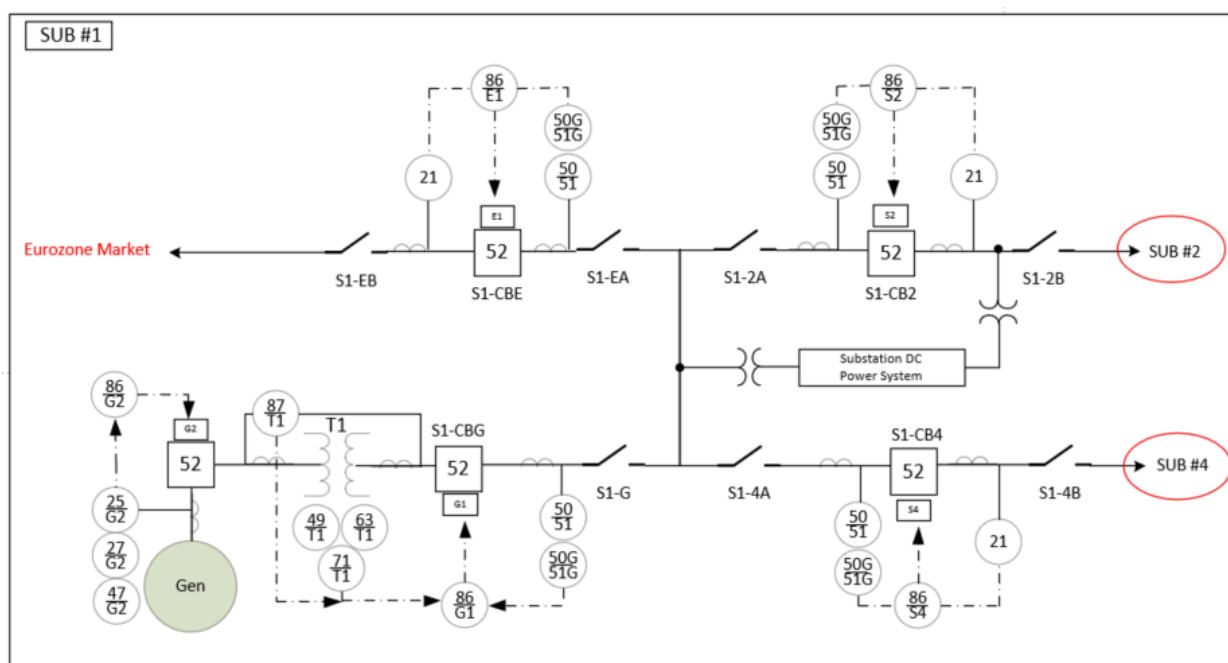 SUB #1
86
E1
86
S2
50G
51G
50G
51G
21
50
51
50
51
21
E1
S2
Eurozone Market
52
52
SUB #2
S1-EB
S1-CBE
S1-EA
S1-2A
S1-CB2
S1-2B
Substation DC
Power System
86
G2
87
T1
T1
S1-CBG
S1-CB4
G2
52
52
52
SUB #4
S1-G
S1-4A
S1-4B
G1
S4
25
G2
49
T1
63
T1
50
51
50
51
21
27
G2
71
T1
50G
51G
50G
51G
47
G2
Gen
86
G1
86
S4